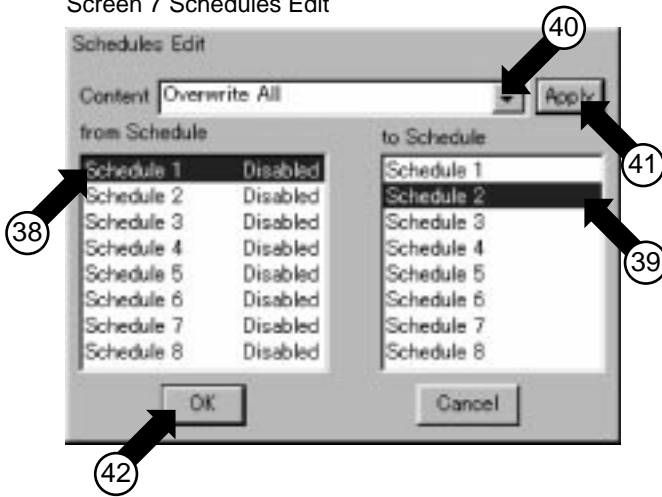 Screen 7 Schedules Edit
40
Schedules Edit
Content Overwrite All Apply
from Schedule to Schedule
41
Schedule 1 Disabled Schedule 1
Schedule 2 Disabled Schedule 2
38
Schedule 3 Disabled Schedule 3
Schedule 4 Disabled Schedule 4
39
Schedule 5 Disabled Schedule 5
Schedule 6 Disabled Schedule 6
Schedule 7 Disabled Schedule 7
Schedule 8 Disabled Schedule 8
OK Cancel
42